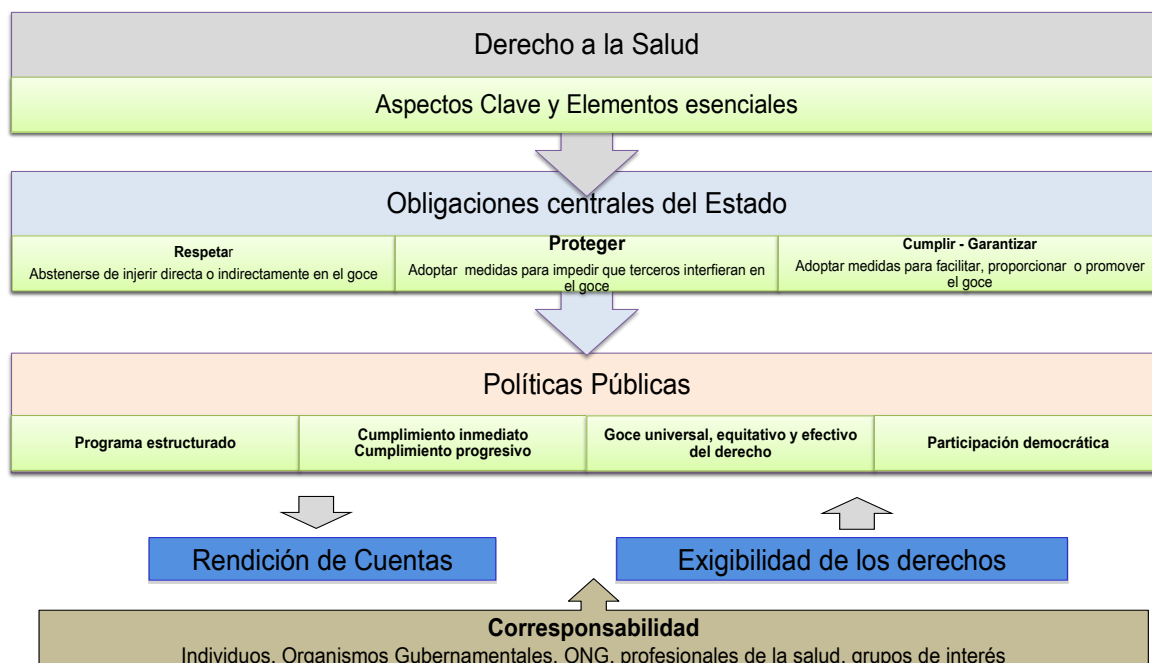 Derecho a la Salud
Aspectos Clave y Elementos esenciales
Obligaciones centrales del Estado
Respetar
Abstenerse de injerir directa o indirectamente en el goce
Proteger
Adoptar medidas para impedir que terceros interfieran en
el goce
Cumplir - Garantizar
Adoptar medidas para facilitar, proporcionar o promover
el goce
Políticas Públicas
Programa estructurado
Cumplimiento inmediato
Cumplimiento progresivo
Goce universal, equitativo y efectivo
del derecho
Participación democrática
Rendición de Cuentas
Exigibilidad de los derechos
Corresponsabilidad
Individuos, Organismos Gubernamentales, ONG, profesionales de la salud, grupos de interés